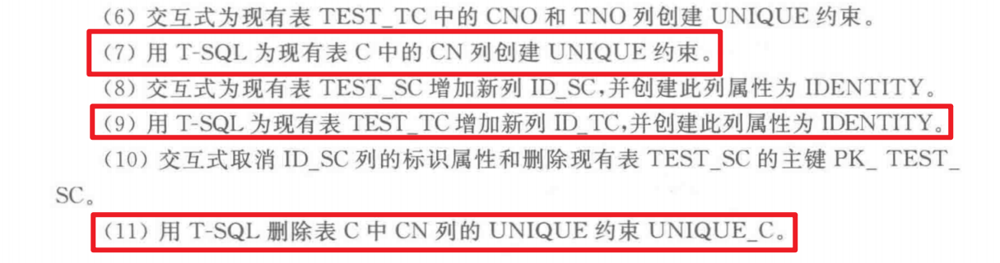 (6) 交互式为现有表 TEST_TC 中的 CNO 和 TNO 列创建 UNIQUE 约束。
(7) 用 T-SQL 为现有表 C 中的 CN 列创建 UNIQUE 约束。
(8) 交互式为现有表 TEST_SC 增加新列 ID_SC,并创建此列属性为 IDENTITY。
(9) 用 T-SQL 为现有表 TEST_TC 增加新列 ID_TC,并创建此列属性为 IDENTITY。
(10) 交互式取消 ID_SC 列的标识属性和删除现有表 TEST_SC 的主键 PK_ TEST_
SC。
(11) 用 T-SQL 删除表 C 中 CN 列的 UNIQUE 约束 UNIQUE_C。